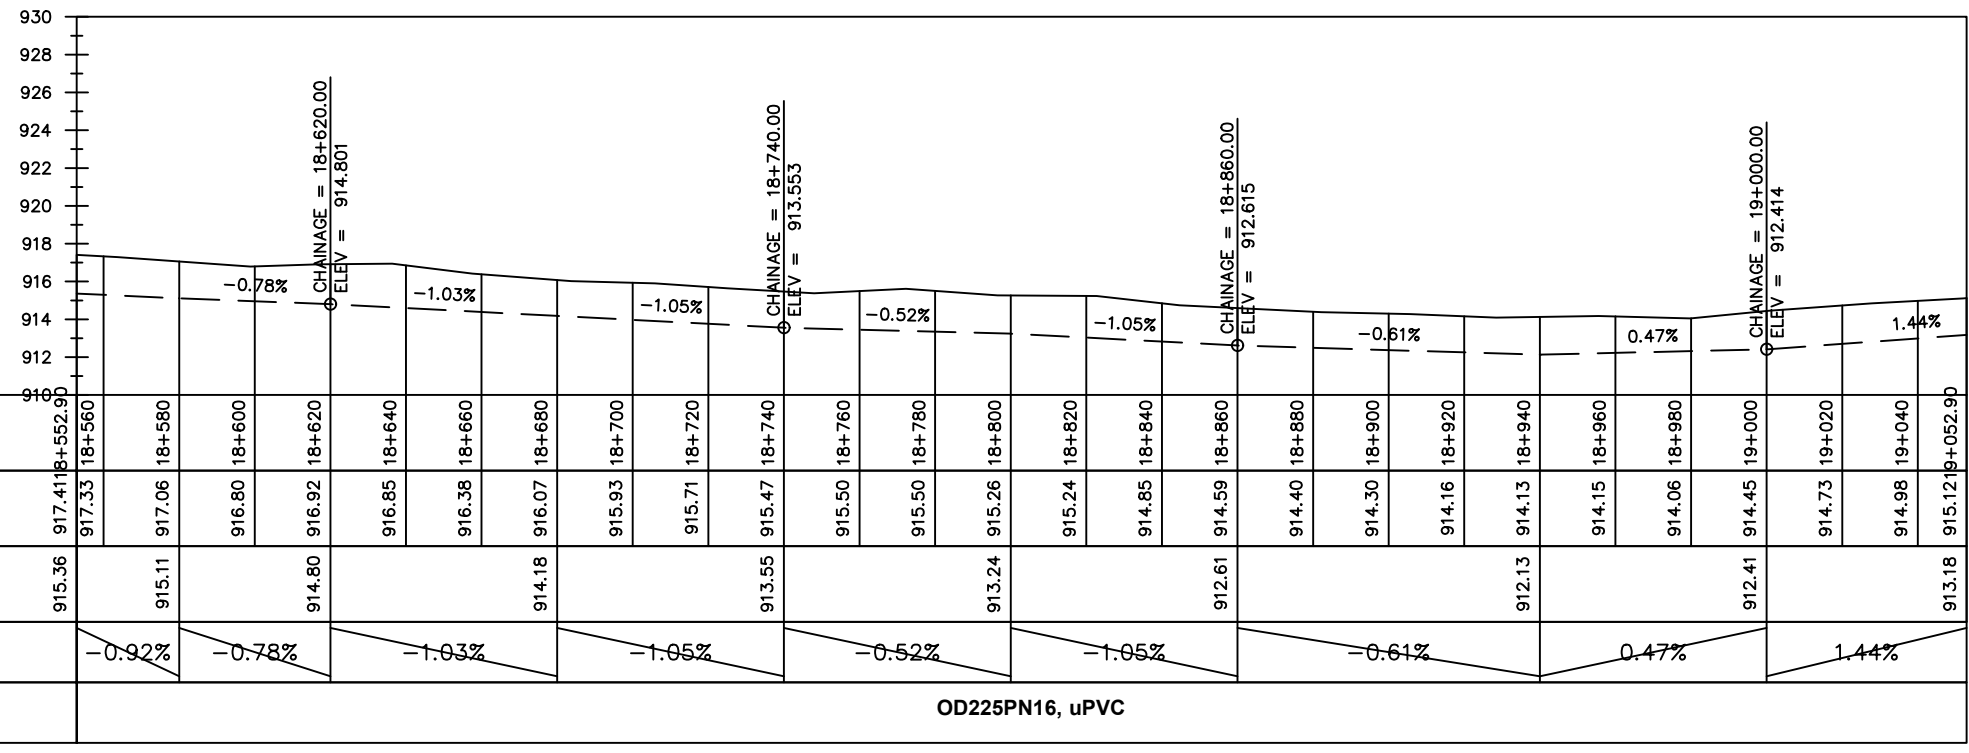 930
928
926
924
922
920
918
916
914
912
910
CHAINAGE = 18+620.00
ELEV = 914.801
CHAINAGE = 18+740.00
ELEV = 913.553
CHAINAGE = 18+860.00
ELEV = 912.615
CHAINAGE = 19+000.00
ELEV = 912.414
-0.78%
-1.03%
-1.05%
-0.52%
-1.05%
-0.61%
0.47%
1.44%
18+552.90 18+560 18+580 18+600 18+620 18+640 18+660 18+680 18+700 18+720 18+740 18+760 18+780 18+800 18+820 18+840 18+860 18+880 18+900 18+920 18+940 18+960 18+980 19+000 19+020 19+040 19+052.90
917.41 917.33 917.06 916.80 916.92 916.85 916.38 916.07 915.93 915.71 915.47 915.50 915.50 915.26 915.24 914.85 914.59 914.40 914.30 914.16 914.13 914.15 914.06 914.45 914.73 914.98 915.12
915.36 915.11 914.80 914.18 913.55 913.24 912.61 912.13 912.41 913.18
-0.92% -0.78% -1.03% -1.05% -0.52% -1.05% -0.61% 0.47% 1.44%
OD225PN16, uPVC